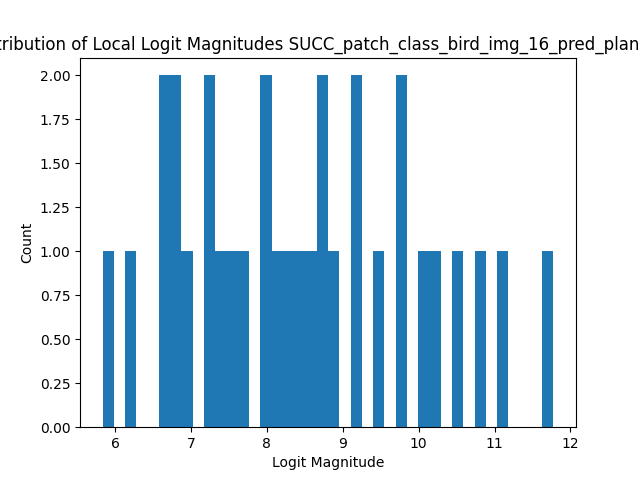 tribution of Local Logit Magnitudes SUCC_patch_class_bird_img_16_pred_plan
2.00
1.75
1.50
1.25
1.00
0.75
0.50
0.25
0.00
Count
6 7 8 9 10 11 12
Logit Magnitude